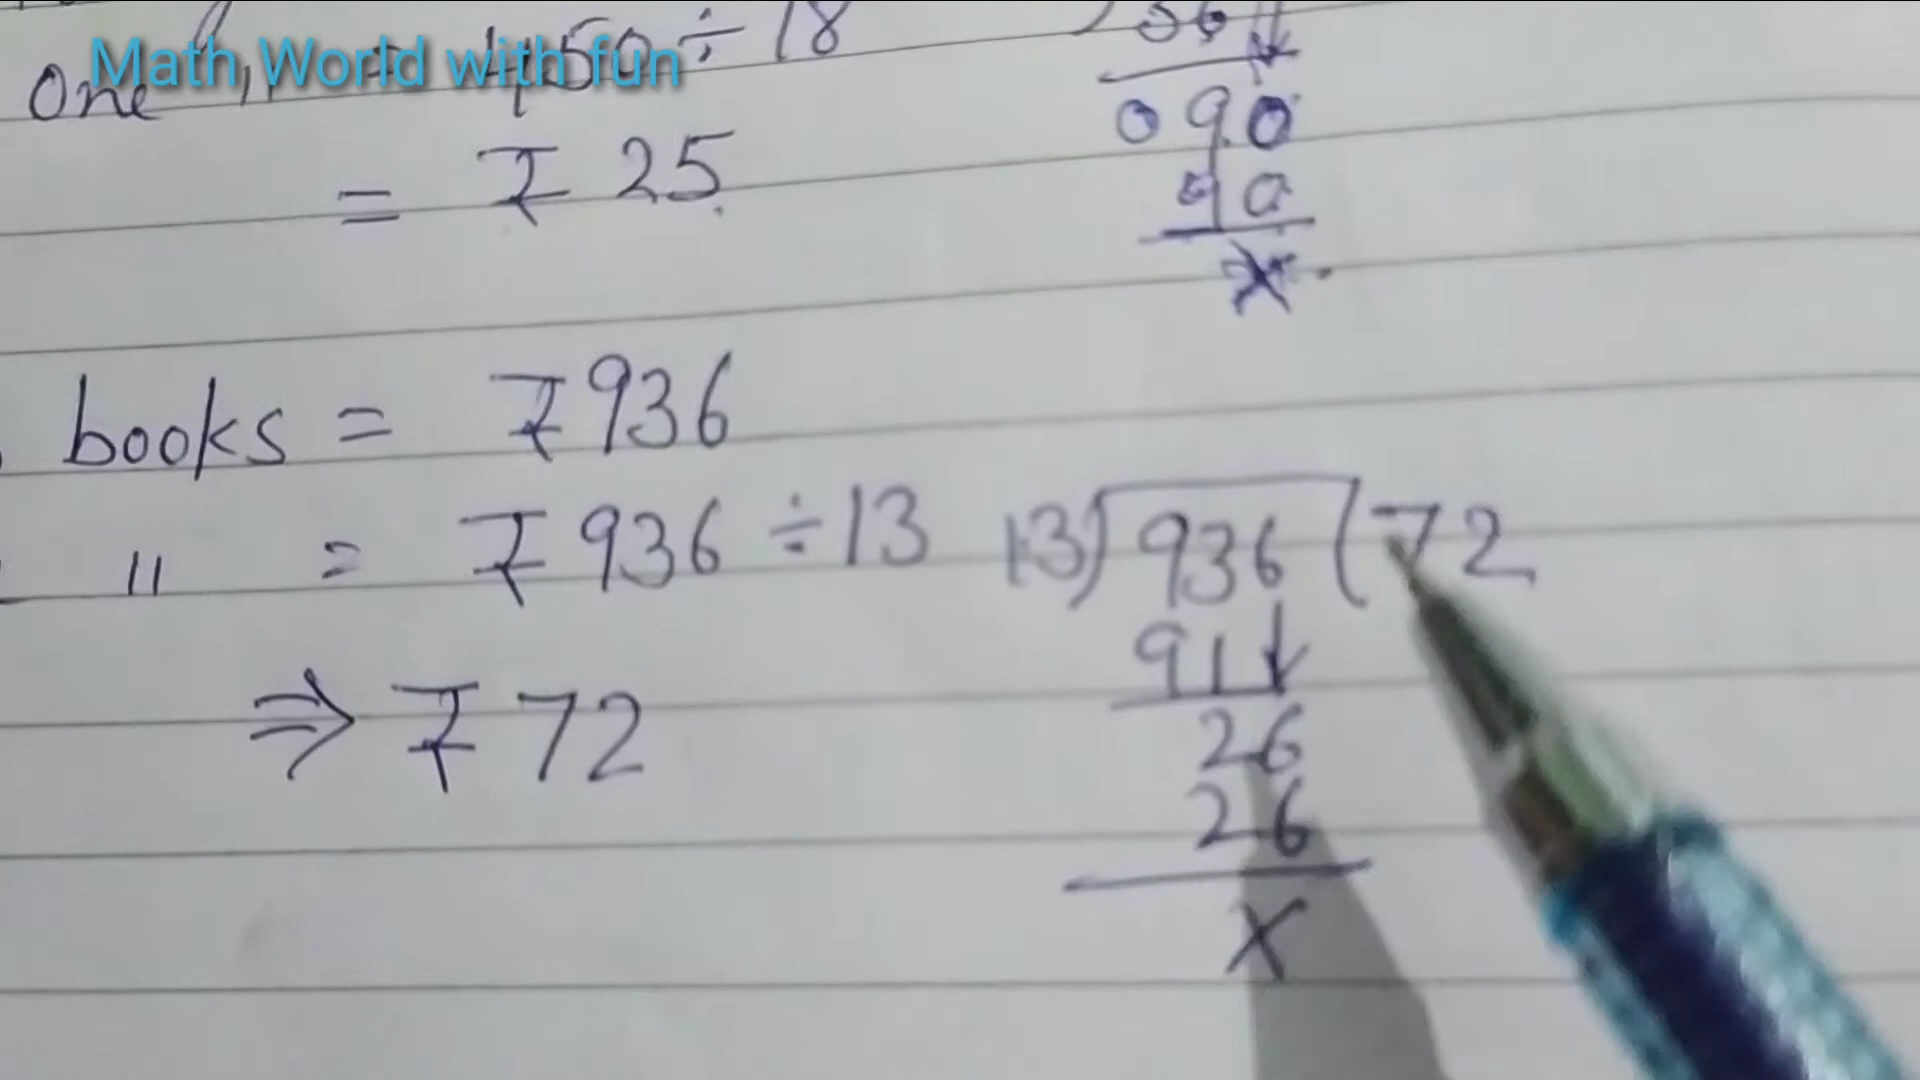 Math World with fun
One " = 450 ÷ 18
= ₹ 25
090
90
x
books = ₹ 936
" = ₹ 936 ÷ 13
13) 936 ( 72
91↓
26
26
x
⇒ ₹ 72